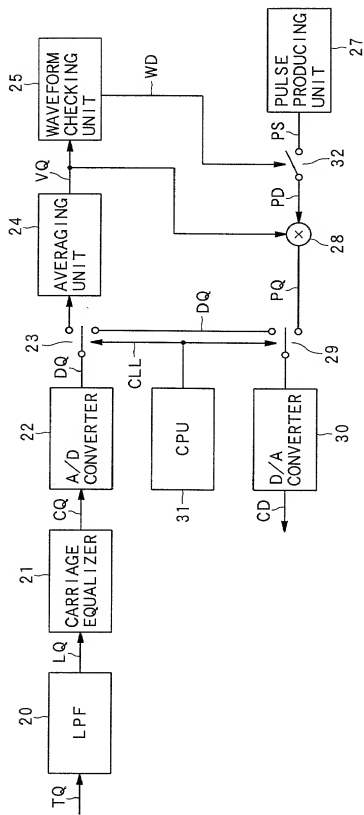 TQ
20
LPF
LQ
21
CARRIAGE
EQUALIZER
CQ
22
A/D
CONVERTER
DQ
23
24
AVERAGING
UNIT
VQ
25
WAVEFORM
CHECKING
UNIT
WD
CLL
CPU
31
DQ
CD
D/A
CONVERTER
30
29
PQ
28
×
PD
32
PS
PULSE
PRODUCING
UNIT
27